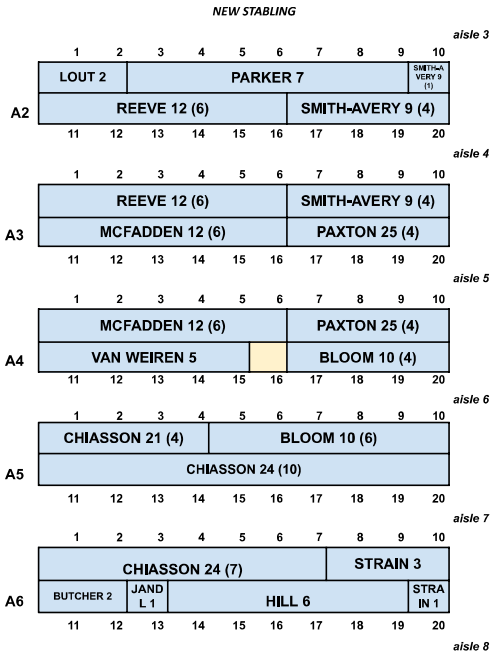 NEW STABLING
aisle 3
1 2 3 4 5 6 7 8 9 10
LOUT 2 PARKER 7 SMITH-A
VERY 9
(1)
A2
REEVE 12 (6) SMITH-AVERY 9 (4)
11 12 13 14 15 16 17 18 19 20
aisle 4
1 2 3 4 5 6 7 8 9 10
REEVE 12 (6) SMITH-AVERY 9 (4)
A3
MCFADDEN 12 (6) PAXTON 25 (4)
11 12 13 14 15 16 17 18 19 20
aisle 5
1 2 3 4 5 6 7 8 9 10
MCFADDEN 12 (6) PAXTON 25 (4)
A4
VAN WEIREN 5 BLOOM 10 (4)
11 12 13 14 15 16 17 18 19 20
aisle 6
1 2 3 4 5 6 7 8 9 10
CHIASSON 21 (4) BLOOM 10 (6)
A5
CHIASSON 24 (10)
11 12 13 14 15 16 17 18 19 20
aisle 7
1 2 3 4 5 6 7 8 9 10
CHIASSON 24 (7) STRAIN 3
A6
BUTCHER 2 JAND
L 1 HILL 6 STRA
IN 1
11 12 13 14 15 16 17 18 19 20
aisle 8